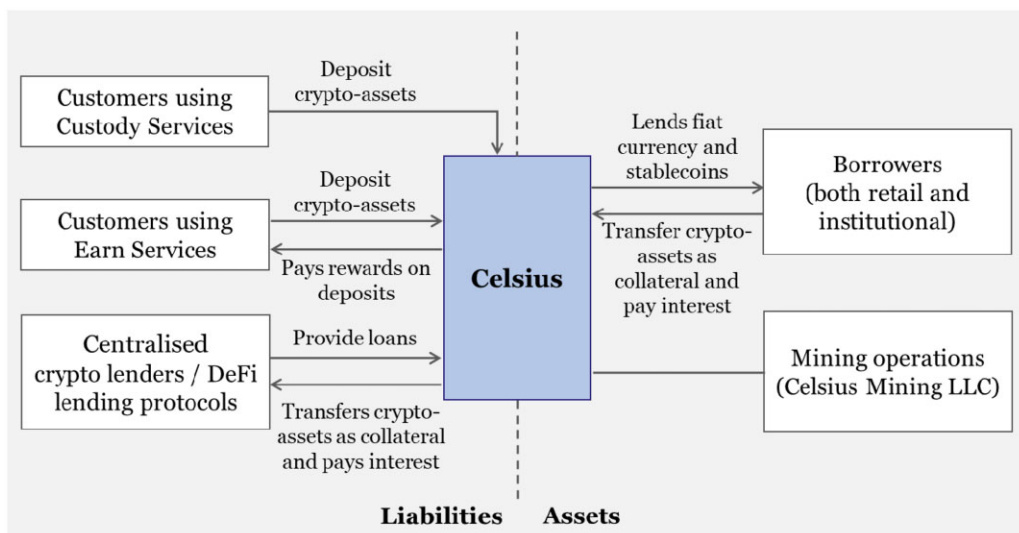 Deposit
crypto-assets
Customers using
Custody Services
Deposit
crypto-assets
Customers using
Earn Services
Pays rewards on
deposits
Centralised
crypto lenders / DeFi
lending protocols
Provide loans
Transfers crypto-
assets as collateral
and pays interest
Celsius
Lends fiat
currency and
stablecoins
Borrowers
(both retail and
institutional)
Transfer crypto-
assets as
collateral and
pay interest
Mining operations
(Celsius Mining LLC)
Liabilities
Assets